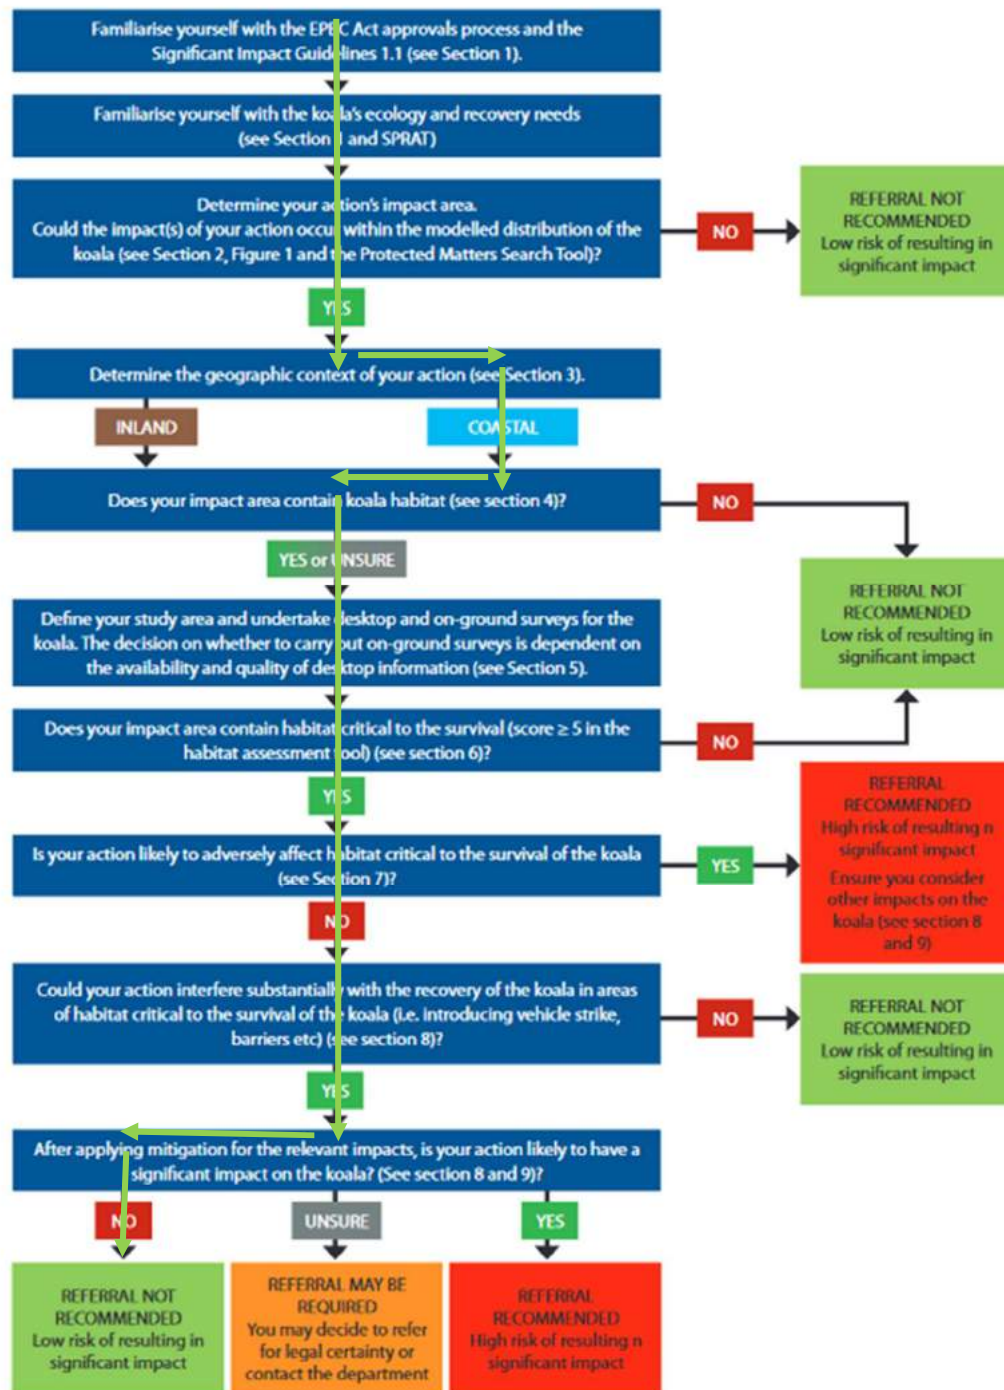 Familiarise yourself with the EPBC Act approvals process and the
Significant Impact Guidelines 1.1 (see Section 1).
Familiarise yourself with the koala's ecology and recovery needs
(see Section 1 and SPRAT)
Determine your action's impact area.
Could the impact(s) of your action occur within the modelled distribution of the
koala (see Section 2, Figure 1 and the Protected Matters Search Tool)?
NO
REFERRAL NOT
RECOMMENDED
Low risk of resulting in
significant impact
YES
Determine the geographic context of your action (see Section 3).
INLAND
COASTAL
Does your impact area contain koala habitat (see section 4)?
NO
YES or UNSURE
REFERRAL NOT
RECOMMENDED
Low risk of resulting in
significant impact
Define your study area and undertake desktop and on-ground surveys for the
koala. The decision on whether to carry out on-ground surveys is dependent on
the availability and quality of desktop information (see Section 5).
Does your impact area contain habitat critical to the survival (score ≥ 5 in the
habitat assessment tool) (see section 6)?
NO
YES
Is your action likely to adversely affect habitat critical to the survival of the koala
(see Section 7)?
YES
REFERRAL
RECOMMENDED
High risk of resulting n
significant impact
Ensure you consider
other impacts on the
koala (see section 8
and 9)
NO
Could your action interfere substantially with the recovery of the koala in areas
of habitat critical to the survival of the koala (i.e. introducing vehicle strike,
barriers etc) (see section 8)?
NO
REFERRAL NOT
RECOMMENDED
Low risk of resulting in
significant impact
YES
After applying mitigation for the relevant impacts, is your action likely to have a
significant impact on the koala? (See section 8 and 9)?
NO
UNSURE
YES
REFERRAL NOT
RECOMMENDED
Low risk of resulting in
significant impact
REFERRAL MAY BE
REQUIRED
You may decide to refer
for legal certainty or
contact the department
REFERRAL
RECOMMENDED
High risk of resulting n
significant impact